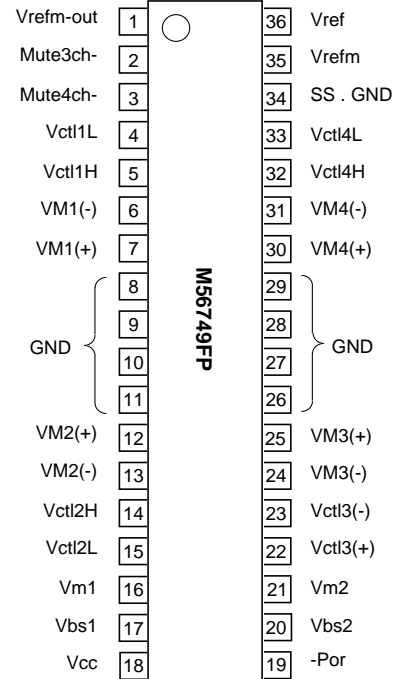 Vrefm-out 1 36 Vref
Mute3ch- 2 35 Vrefm
Mute4ch- 3 34 SS . GND
Vctl1L 4 33 Vctl4L
Vctl1H 5 32 Vctl4H
VM1(-) 6 31 VM4(-)
VM1(+) 7 30 VM4(+)
8 29
9 28
GND GND
10 27
11 26
M56749FP
VM2(+) 12 25 VM3(+)
VM2(-) 13 24 VM3(-)
Vctl2H 14 23 Vctl3(-)
Vctl2L 15 22 Vctl3(+)
Vm1 16 21 Vm2
Vbs1 17 20 Vbs2
Vcc 18 19 -Por